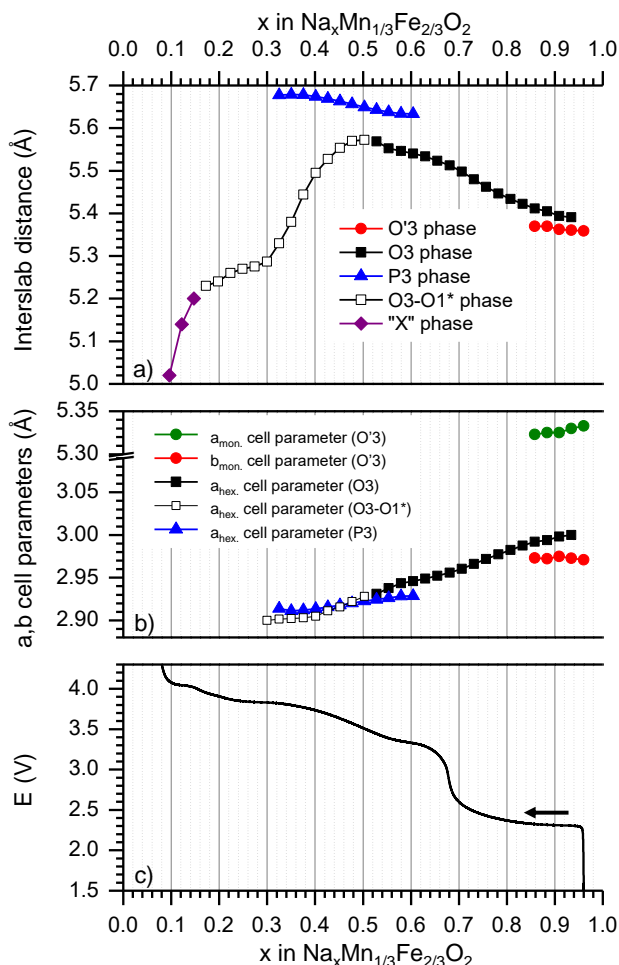 x in NaₓMn₁/₃Fe₂/₃O₂
0.0 0.1 0.2 0.3 0.4 0.5 0.6 0.7 0.8 0.9 1.0
Interslab distance (Å)
5.7
5.6
5.5
5.4
5.3
5.2
5.1
5.0
O'3 phase
O3 phase
P3 phase
O3-O1* phase
"X" phase
a)
a,b cell parameters (Å)
5.35
5.30
3.05
3.00
2.95
2.90
a mon. cell parameter (O'3)
b mon. cell parameter (O'3)
a hex. cell parameter (O3)
a hex. cell parameter (O3-O1*)
a hex. cell parameter (P3)
b)
E (V)
4.0
3.5
3.0
2.5
2.0
1.5
c)
0.0 0.1 0.2 0.3 0.4 0.5 0.6 0.7 0.8 0.9 1.0
x in NaₓMn₁/₃Fe₂/₃O₂